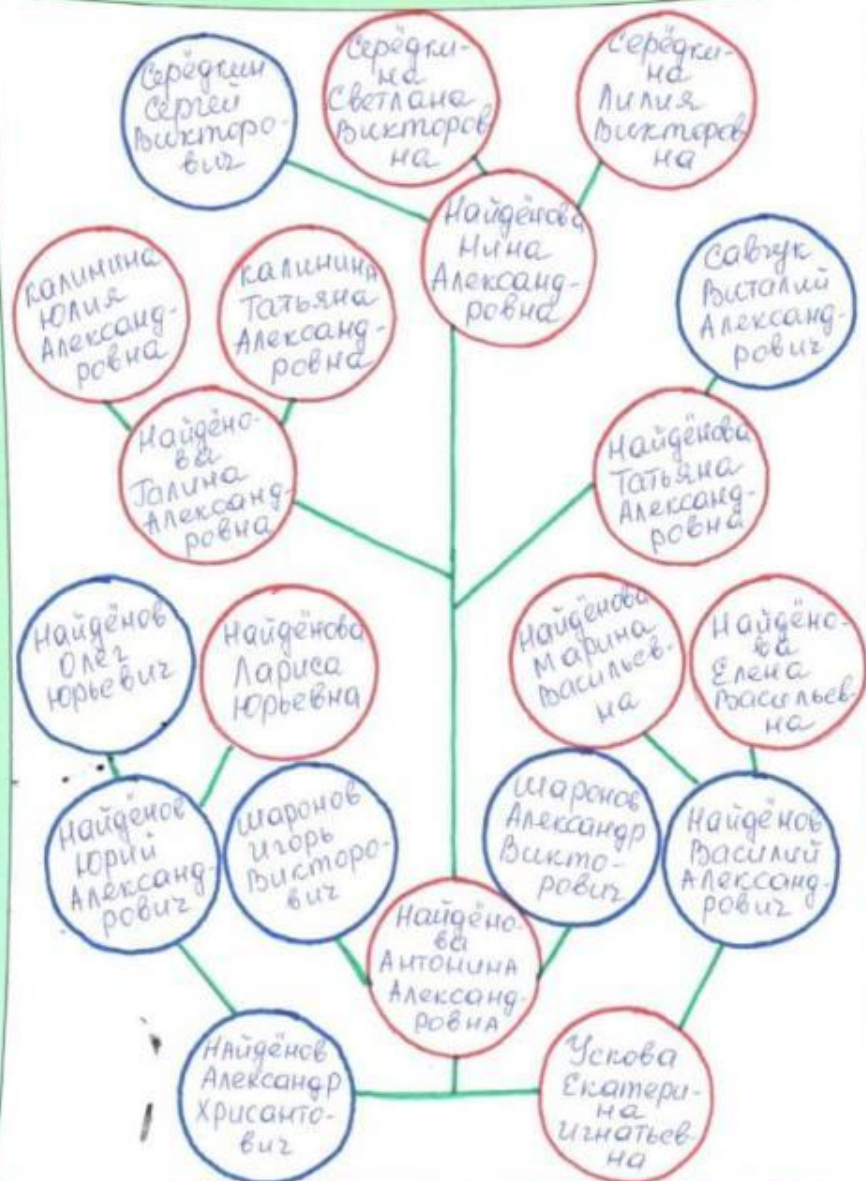 Серёдкин
Сергей
Викторо-
вич
Серёдки-
на
Светлана
Викторов
на
Серёдки-
на
Лилия
Викторов
на
Найдёнова
Нина
Александ-
ровна
Калинина
Юлия
Александ-
ровна
Калинина
Татьяна
Александ-
ровна
Савчук
Виталий
Александ-
рович
Найдёно-
ва
Галина
Александ-
ровна
Найдёнова
Татьяна
Александ-
ровна
Найдёнов
Олег
Юрьевич
Найдёнова
Лариса
Юрьевна
Найдёнова
Марина
Васильев-
на
Найдёно-
ва
Елена
Васильев-
на
Найдёнов
Юрий
Александ-
рович
Шаронов
Игорь
Викторо-
вич
Шаронов
Александр
Викто-
рович
Найдёнов
Василий
Александ-
рович
Найдёно-
ва
Антонина
Александ-
ровна
Найдёнов
Александр
Хрисанто-
вич
Ускова
Екатери-
на
Игнатьев-
на